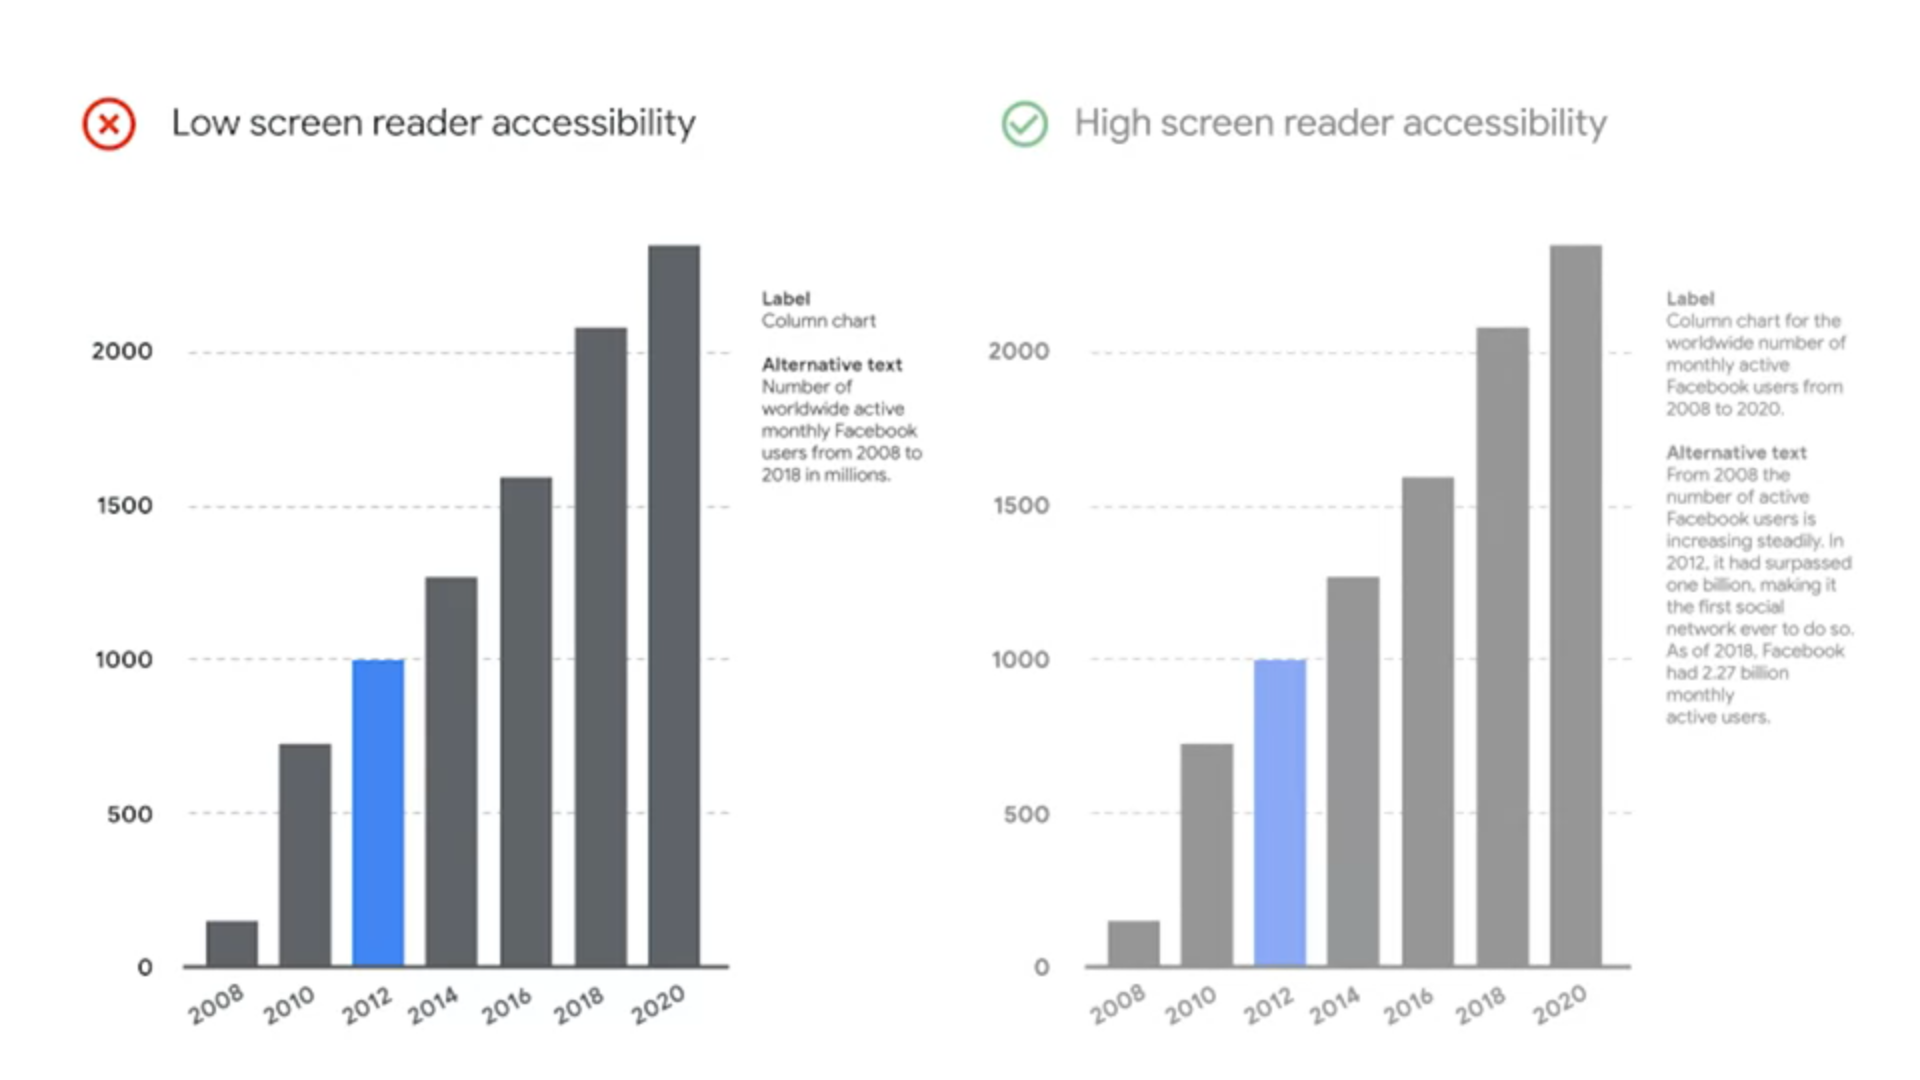 Low screen reader accessibility
2000
1500
1000
500
0
2008
2010
2012
2014
2016
2018
2020
Label
Column chart
Alternative text
Number of
worldwide active
monthly Facebook
users from 2008 to
2018 in millions.
High screen reader accessibility
2000
1500
1000
500
0
2008
2010
2012
2014
2016
2018
2020
Label
Column chart for the
worldwide number of
monthly active
Facebook users from
2008 to 2020.
Alternative text
From 2008 the
number of active
Facebook users is
increasing steadily. In
2012, it had surpassed
one billion, making it
the first social
network ever to do so.
As of 2018, Facebook
had 2.27 billion
monthly
active users.